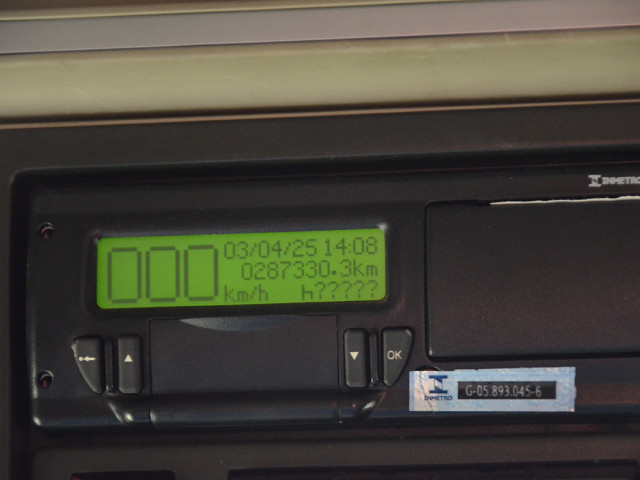 INMETRO
000 03/04/25 14:08
0287330.3km
km/h h?????
OK
INMETRO G-05.893.045-6